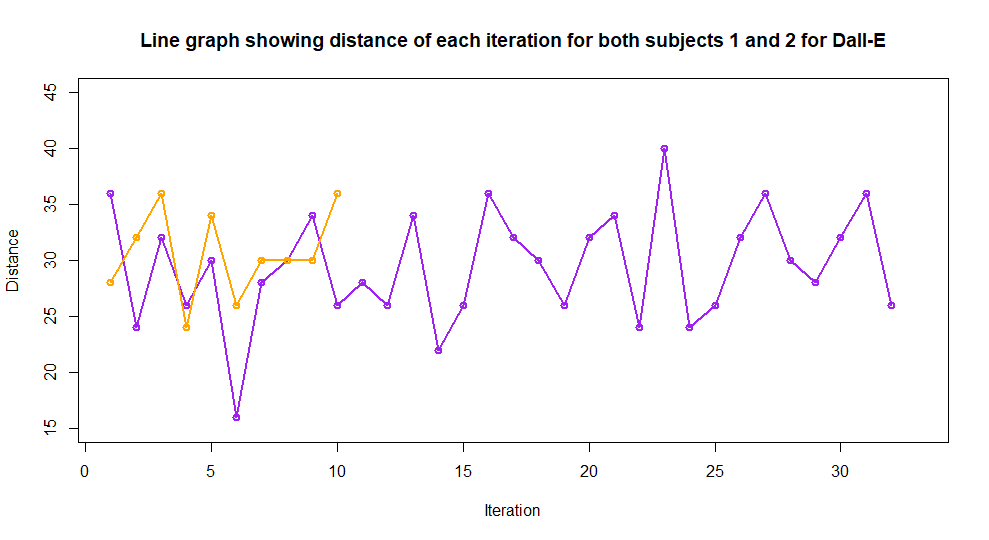 Line graph showing distance of each iteration for both subjects 1 and 2 for Dall-E
45
40
35
30
25
20
15
Distance
0 5 10 15 20 25 30
Iteration